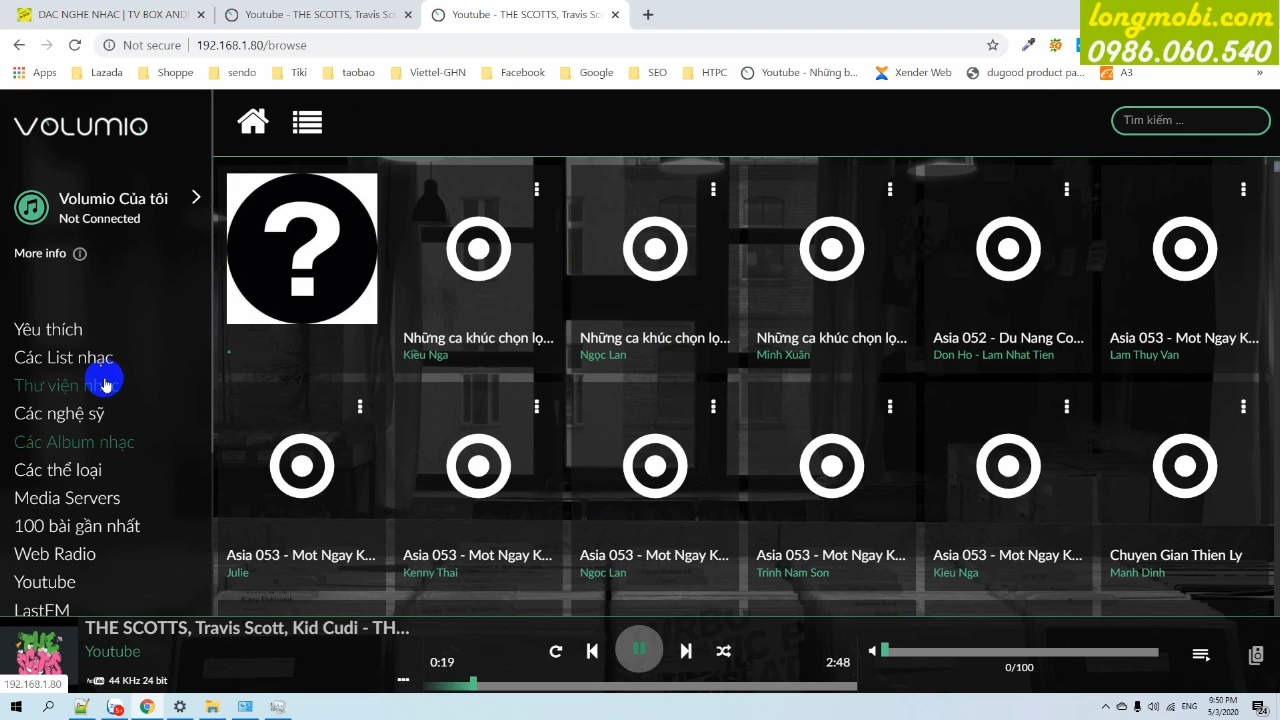 DAC NGHE NHAC | TV BOX AND
Youtube - THE SCOTTS, Travis Sc
Youtube - THE SCOTTS, Travis Sc
longmobi.com
0986.060.540
Not secure
192.168.1.80/browse
Apps
Lazada
Shoppe
sendo
Tiki
taobao
Viettel-GHN
Facebook
Google
SEO
HTPC
Youtube - Những b...
Xender Web
dugood product pa...
A3
»
VOLUMIO
Tìm kiếm ...
Volumio Của tôi
Not Connected
More info
Yêu thích
Các List nhạc
Thư viện nhạc
Các nghệ sỹ
Các Album nhạc
Các thể loại
Media Servers
100 bài gần nhất
Web Radio
Youtube
LastFM
?
*
Những ca khúc chọn lọ...
Kiều Nga
Những ca khúc chọn lọ...
Ngọc Lan
Những ca khúc chọn lọ...
Minh Xuân
Asia 052 - Du Nang Co...
Don Ho - Lam Nhat Tien
Asia 053 - Mot Ngay K...
Lam Thuy Van
Asia 053 - Mot Ngay K...
Julie
Asia 053 - Mot Ngay K...
Kenny Thai
Asia 053 - Mot Ngay K...
Ngoc Lan
Asia 053 - Mot Ngay K...
Trinh Nam Son
Asia 053 - Mot Ngay K...
Kieu Nga
Chuyen Gian Thien Ly
Manh Dinh
THE SCOTTS, Travis Scott, Kid Cudi - TH...
Youtube
44 KHz 24 bit
0:19
2:48
0/100
192.168.1.80
ENG
9:50 PM
5/3/2020
24